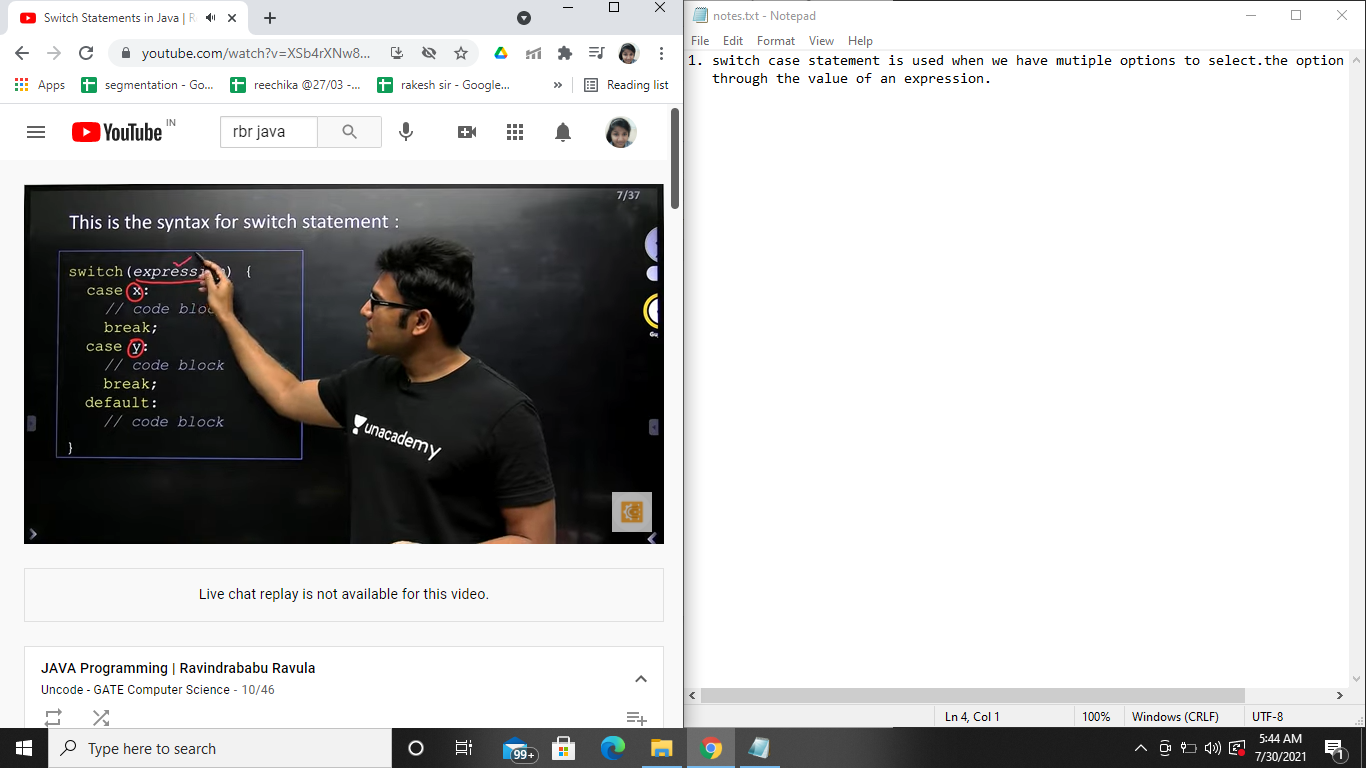 Switch Statements in Java | R
youtube.com/watch?v=XSb4rXNw8...
Apps
segmentation - Go...
reechika @27/03 -...
rakesh sir - Google...
»
Reading list
YouTube IN
rbr java
7/37
This is the syntax for switch statement :
switch(expression) {
case x:
// code block
break;
case y:
// code block
break;
default:
// code block
}
unacademy
Live chat replay is not available for this video.
JAVA Programming | Ravindrababu Ravula
Uncode - GATE Computer Science - 10/46
notes.txt - Notepad
File Edit Format View Help
1. switch case statement is used when we have mutiple options to select.the option
through the value of an expression.
Ln 4, Col 1
100%
Windows (CRLF)
UTF-8
Type here to search
99+
5:44 AM
7/30/2021
1